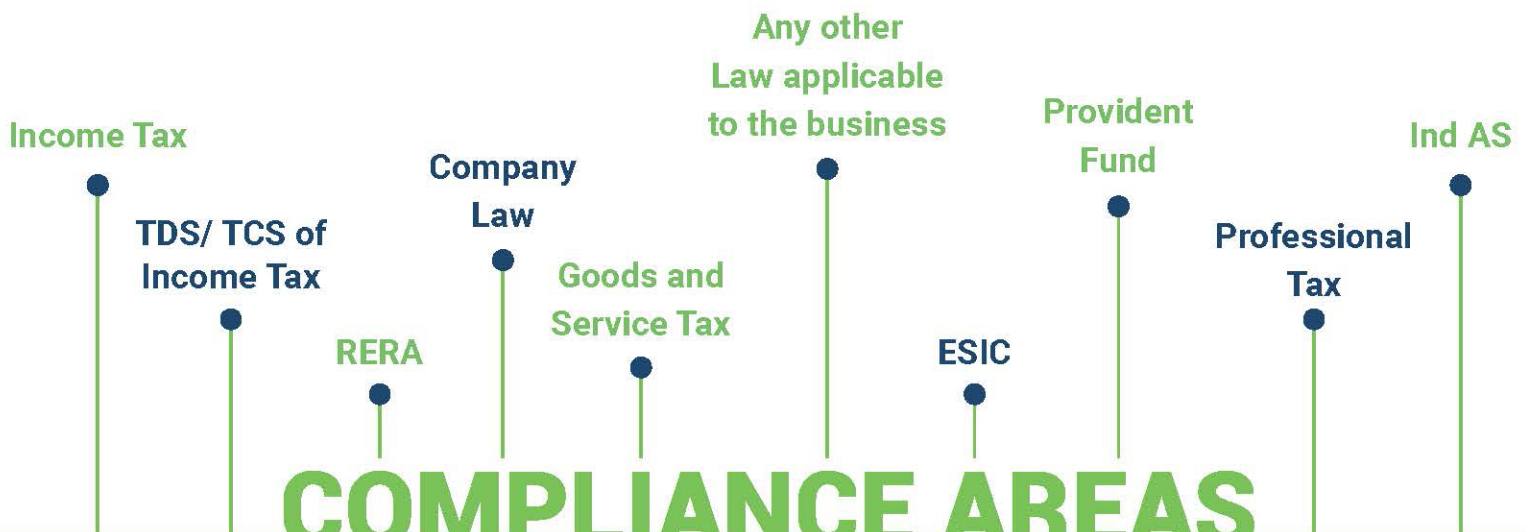 Income Tax
TDS/ TCS of
Income Tax
RERA
Company
Law
Goods and
Service Tax
Any other
Law applicable
to the business
ESIC
Provident
Fund
Professional
Tax
Ind AS
COMPLIANCE AREAS